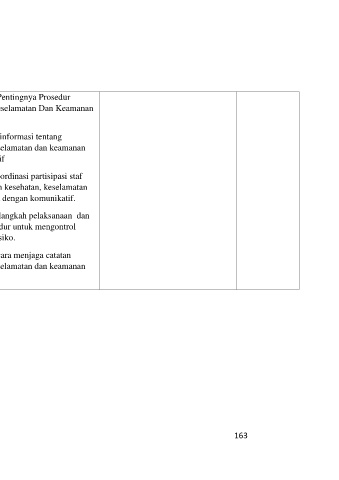 Pentingnya Prosedur
selamatan Dan Keamanan
informasi tentang
elamatan dan keamanan
if
ordinasi partisipasi staf
n kesehatan, keselamatan
dengan komunikatif.
langkah pelaksanaan dan
dur untuk mengontrol
siko.
ara menjaga catatan
elamatan dan keamanan
163